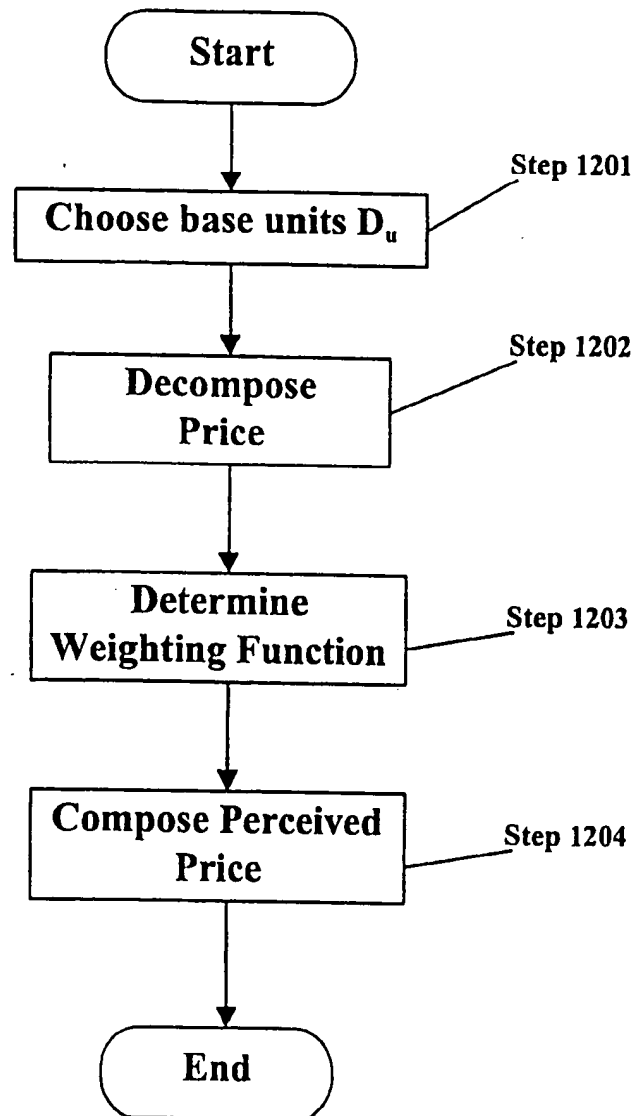 Start
Step 1201
Choose base units Dᵤ
Step 1202
Decompose
Price
Determine
Weighting Function
Step 1203
Compose Perceived
Price
Step 1204
End